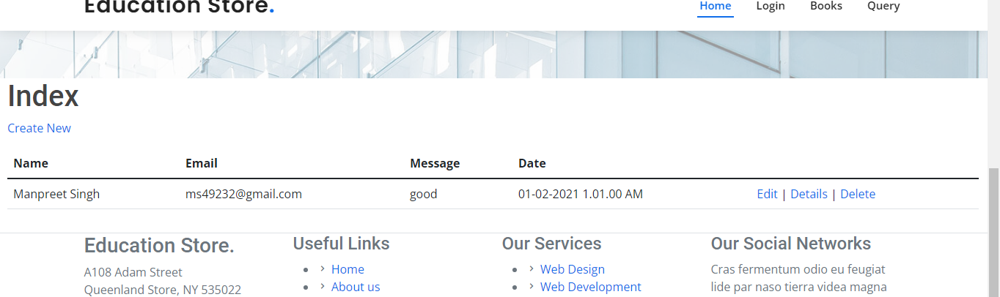 Education Store.
Home Login Books Query
Index
Create New
Name Email Message Date
Manpreet Singh ms49232@gmail.com good 01-02-2021 1.01.00 AM Edit | Details | Delete
Education Store. Useful Links Our Services Our Social Networks
A108 Adam Street Home Web Design Cras fermentum odio eu feugiat
Queenland Store, NY 535022 About us Web Development lide par naso tierra videa magna